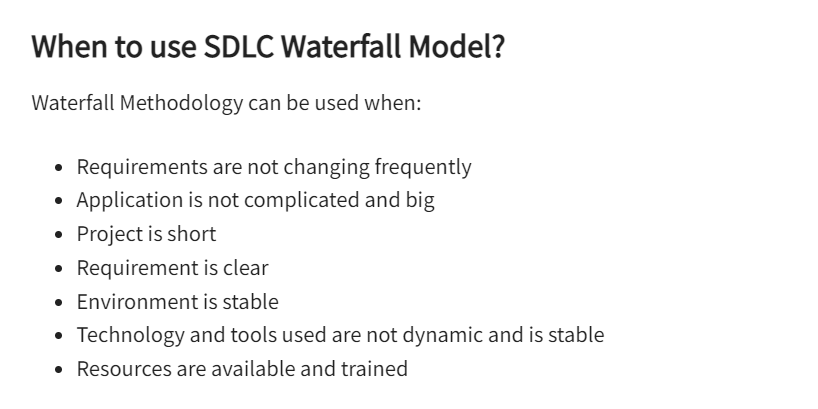 When to use SDLC Waterfall Model?
Waterfall Methodology can be used when:
• Requirements are not changing frequently
• Application is not complicated and big
• Project is short
• Requirement is clear
• Environment is stable
• Technology and tools used are not dynamic and is stable
• Resources are available and trained